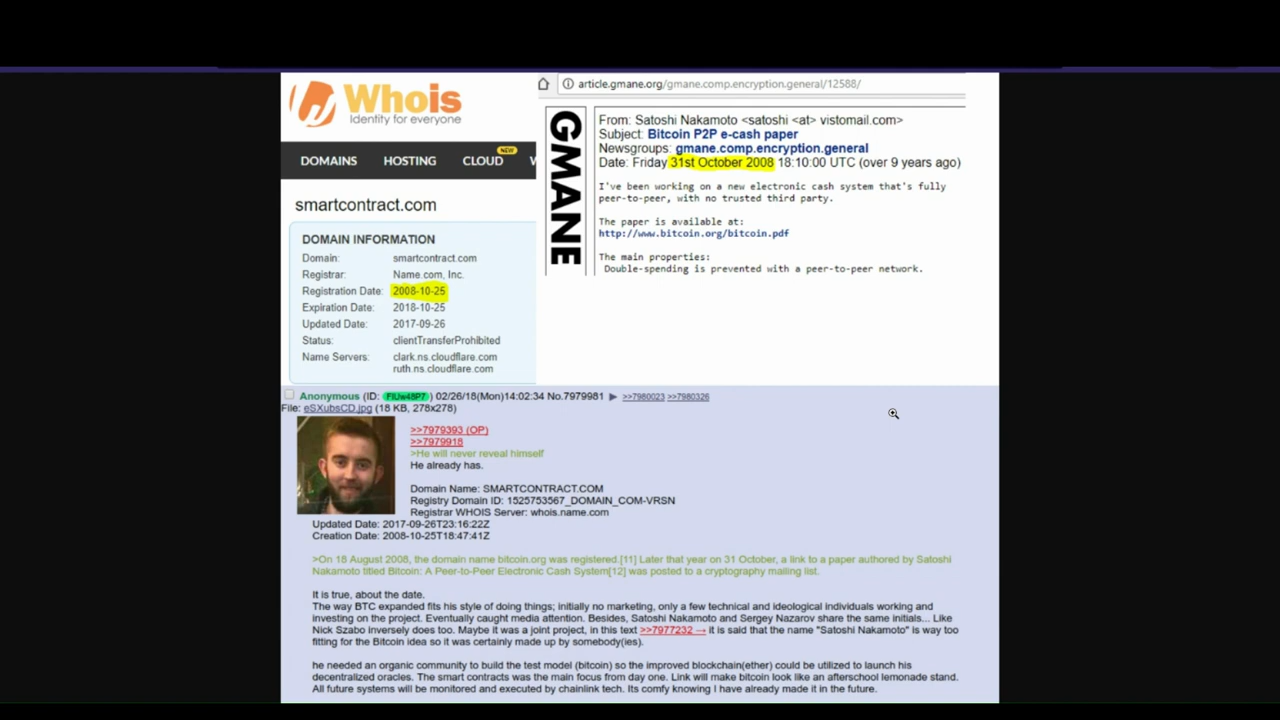 Whois
Identity for everyone
DOMAINS HOSTING CLOUD NEW W
smartcontract.com
DOMAIN INFORMATION
Domain: smartcontract.com
Registrar: Name.com, Inc.
Registration Date: 2008-10-25
Expiration Date: 2018-10-25
Updated Date: 2017-09-26
Status: clientTransferProhibited
Name Servers: clark.ns.cloudflare.com
ruth.ns.cloudflare.com
article.gmane.org/gmane.comp.encryption.general/12588/
GMANE
From: Satoshi Nakamoto <satoshi <at> vistomail.com>
Subject: Bitcoin P2P e-cash paper
Newsgroups: gmane.comp.encryption.general
Date: Friday 31st October 2008 18:10:00 UTC (over 9 years ago)
I've been working on a new electronic cash system that's fully
peer-to-peer, with no trusted third party.
The paper is available at:
http://www.bitcoin.org/bitcoin.pdf
The main properties:
Double-spending is prevented with a peer-to-peer network.
Anonymous (ID: FIUw48P7) 02/26/18(Mon)14:02:34 No.7979981 ▶ >>7980023 >>7980326
File: eSXubsCD.jpg (18 KB, 278x278)
>>7979393 (OP)
>>7979918
>He will never reveal himself
He already has.
Domain Name: SMARTCONTRACT.COM
Registry Domain ID: 1525753567_DOMAIN_COM-VRSN
Registrar WHOIS Server: whois.name.com
Updated Date: 2017-09-26T23:16:22Z
Creation Date: 2008-10-25T18:47:41Z
>On 18 August 2008, the domain name bitcoin.org was registered.[11] Later that year on 31 October, a link to a paper authored by Satoshi
Nakamoto titled Bitcoin: A Peer-to-Peer Electronic Cash System[12] was posted to a cryptography mailing list.
It is true, about the date.
The way BTC expanded fits his style of doing things; initially no marketing, only a few technical and ideological individuals working and
investing on the project. Eventually caught media attention. Besides, Satoshi Nakamoto and Sergey Nazarov share the same initials... Like
Nick Szabo inversely does too. Maybe it was a joint project, in this text >>7977232 → it is said that the name "Satoshi Nakamoto" is way too
fitting for the Bitcoin idea so it was certainly made up by somebody(ies).
he needed an organic community to build the test model (bitcoin) so the improved blockchain(ether) could be utilized to launch his
decentralized oracles. The smart contracts was the main focus from day one. Link will make bitcoin look like an afterschool lemonade stand.
All future systems will be monitored and executed by chainlink tech. Its comfy knowing I have already made it in the future.